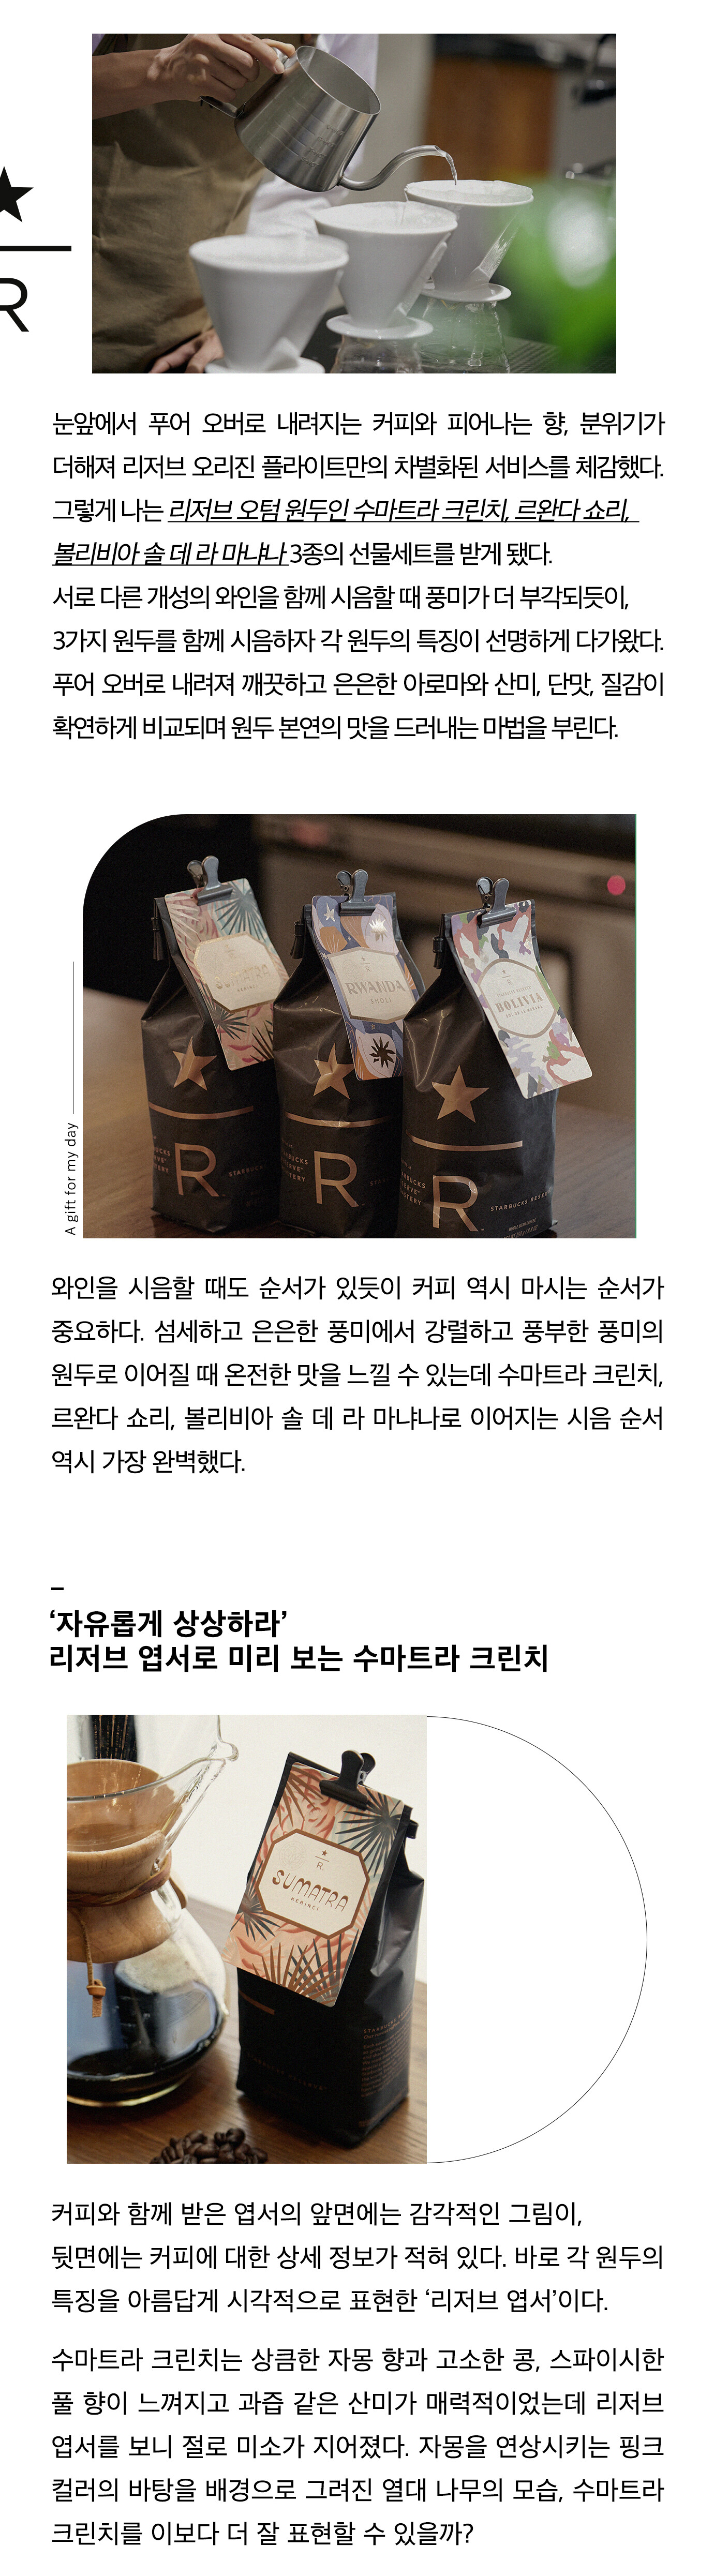 R
눈앞에서 푸어 오버로 내려지는 커피와 피어나는 향, 분위기가
더해져 리저브 오리진 플라이트만의 차별화된 서비스를 체감했다.
그렇게 나는 리저브 오텀 원두인 수마트라 크린치, 르완다 쇼리,
볼리비아 솔 데 라 마냐나 3종의 선물세트를 받게 됐다.
서로 다른 개성의 와인을 함께 시음할 때 풍미가 더 부각되듯이,
3가지 원두를 함께 시음하자 각 원두의 특징이 선명하게 다가왔다.
푸어 오버로 내려져 깨끗하고 은은한 아로마와 산미, 단맛, 질감이
확연하게 비교되며 원두 본연의 맛을 드러내는 마법을 부린다.
A gift for my day
SUMATRA
KERINCI
RWANDA
SHOLI
BOLIVIA
SOL DE LA MAÑANA
R
R
R
STARBUCKS RESERVE
와인을 시음할 때도 순서가 있듯이 커피 역시 마시는 순서가
중요하다. 섬세하고 은은한 풍미에서 강렬하고 풍부한 풍미의
원두로 이어질 때 온전한 맛을 느낄 수 있는데 수마트라 크린치,
르완다 쇼리, 볼리비아 솔 데 라 마냐나로 이어지는 시음 순서
역시 가장 완벽했다.
–
‘자유롭게 상상하라’
리저브 엽서로 미리 보는 수마트라 크린치
R
SUMATRA
KERINCI
커피와 함께 받은 엽서의 앞면에는 감각적인 그림이,
뒷면에는 커피에 대한 상세 정보가 적혀 있다. 바로 각 원두의
특징을 아름답게 시각적으로 표현한 ‘리저브 엽서’이다.
수마트라 크린치는 상큼한 자몽 향과 고소한 콩, 스파이시한
풀 향이 느껴지고 과즙 같은 산미가 매력적이었는데 리저브
엽서를 보니 절로 미소가 지어졌다. 자몽을 연상시키는 핑크
컬러의 바탕을 배경으로 그려진 열대 나무의 모습, 수마트라
크린치를 이보다 더 잘 표현할 수 있을까?